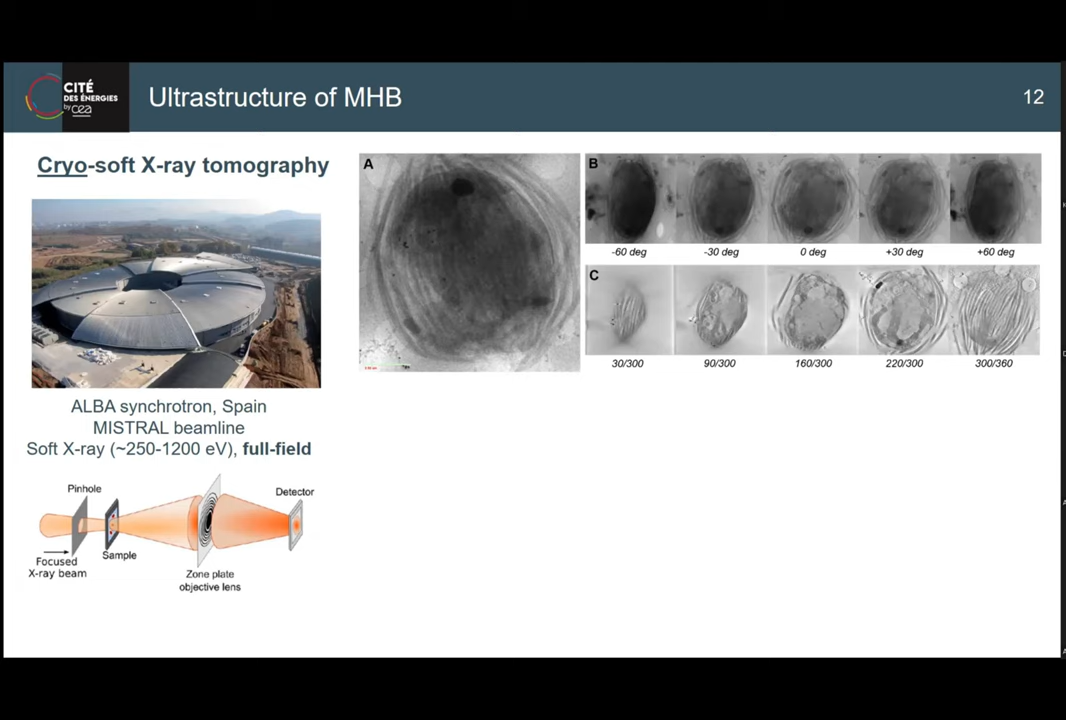 CITÉ
DES ÉNERGIES
by cea
Ultrastructure of MHB
12
Cryo-soft X-ray tomography
ALBA synchrotron, Spain
MISTRAL beamline
Soft X-ray (~250-1200 eV), full-field
Pinhole
Detector
Sample
Focused
X-ray beam
Zone plate
objective lens
A
B
-60 deg
-30 deg
0 deg
+30 deg
+60 deg
C
30/300
90/300
160/300
220/300
300/360